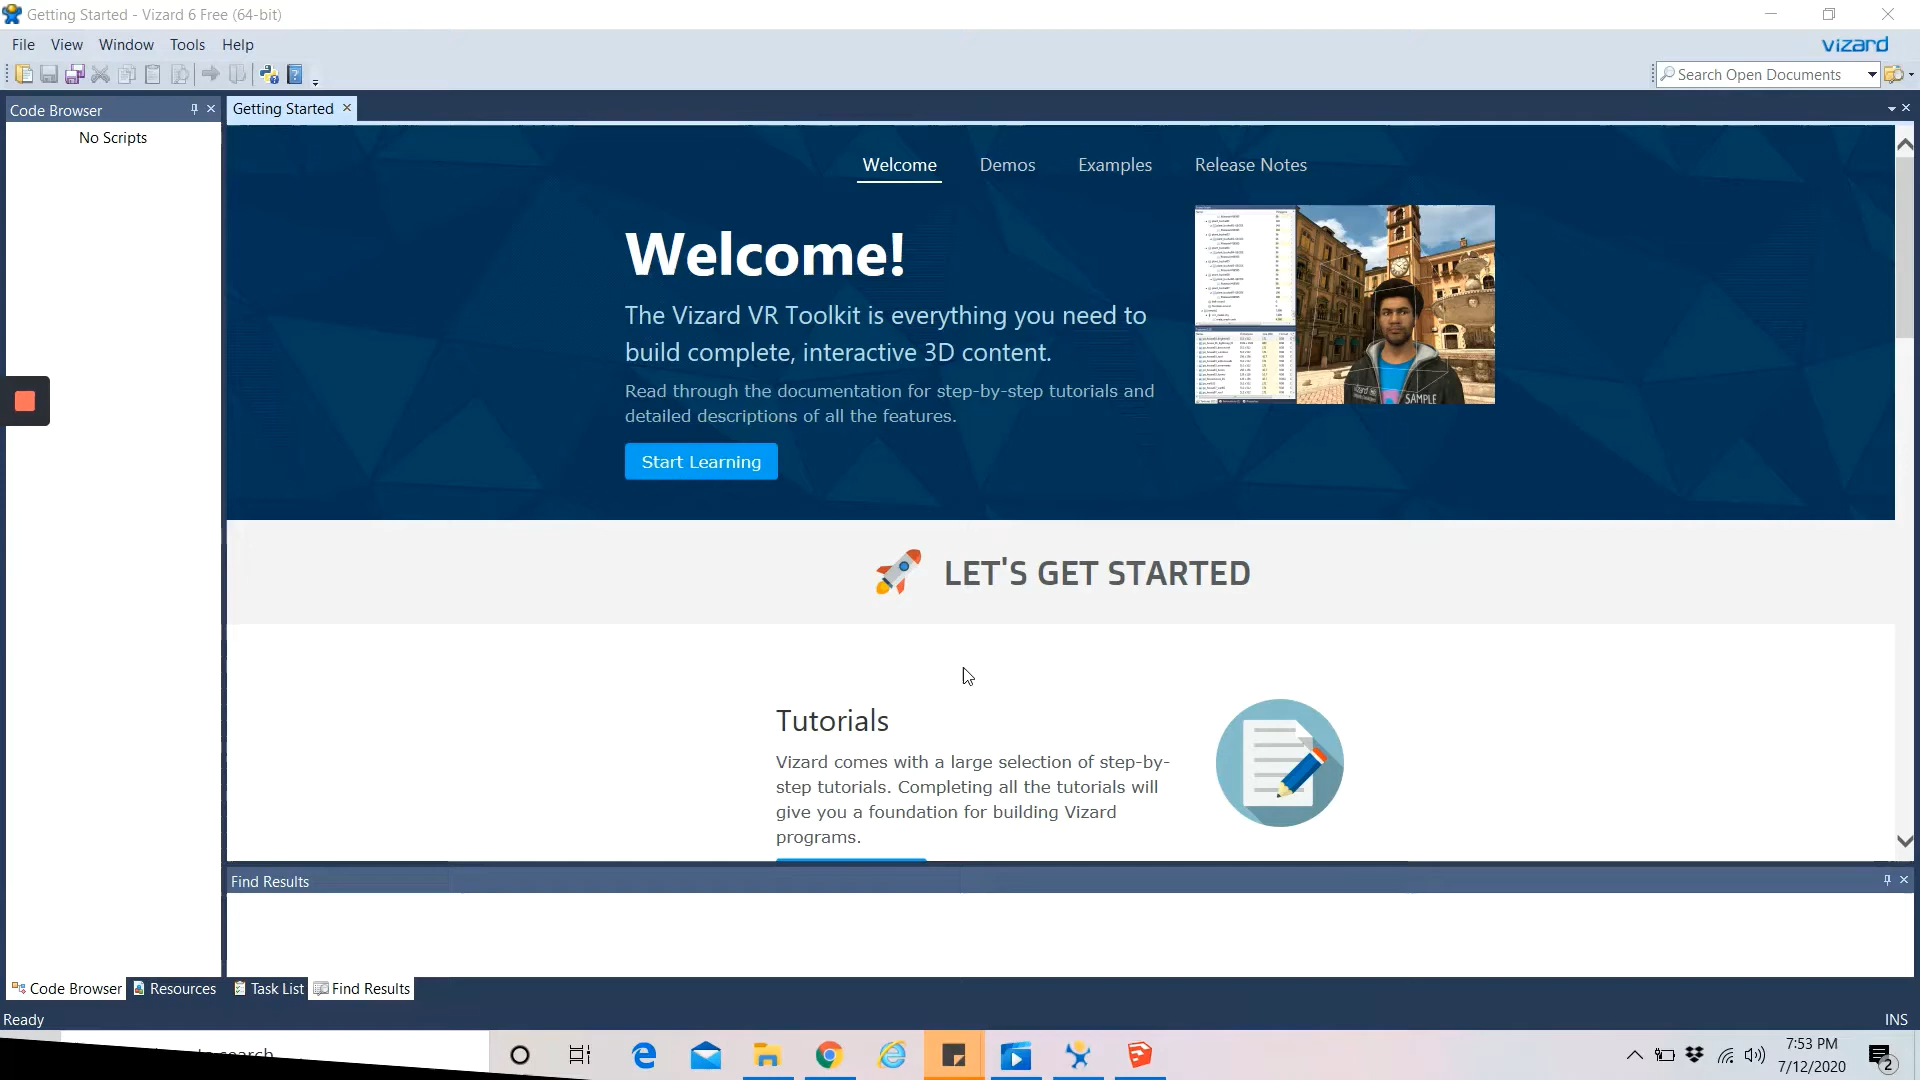 Getting Started - Vizard 6 Free (64-bit)
File View Window Tools Help
vizard
Search Open Documents
Code Browser
Getting Started
No Scripts
Welcome Demos Examples Release Notes
Welcome!
The Vizard VR Toolkit is everything you need to
build complete, interactive 3D content.
Read through the documentation for step-by-step tutorials and
detailed descriptions of all the features.
SAMPLE
Start Learning
LET'S GET STARTED
Tutorials
Vizard comes with a large selection of step-by-
step tutorials. Completing all the tutorials will
give you a foundation for building Vizard
programs.
Find Results
Code Browser Resources Task List Find Results
Ready
INS
search
7:53 PM
7/12/2020
2